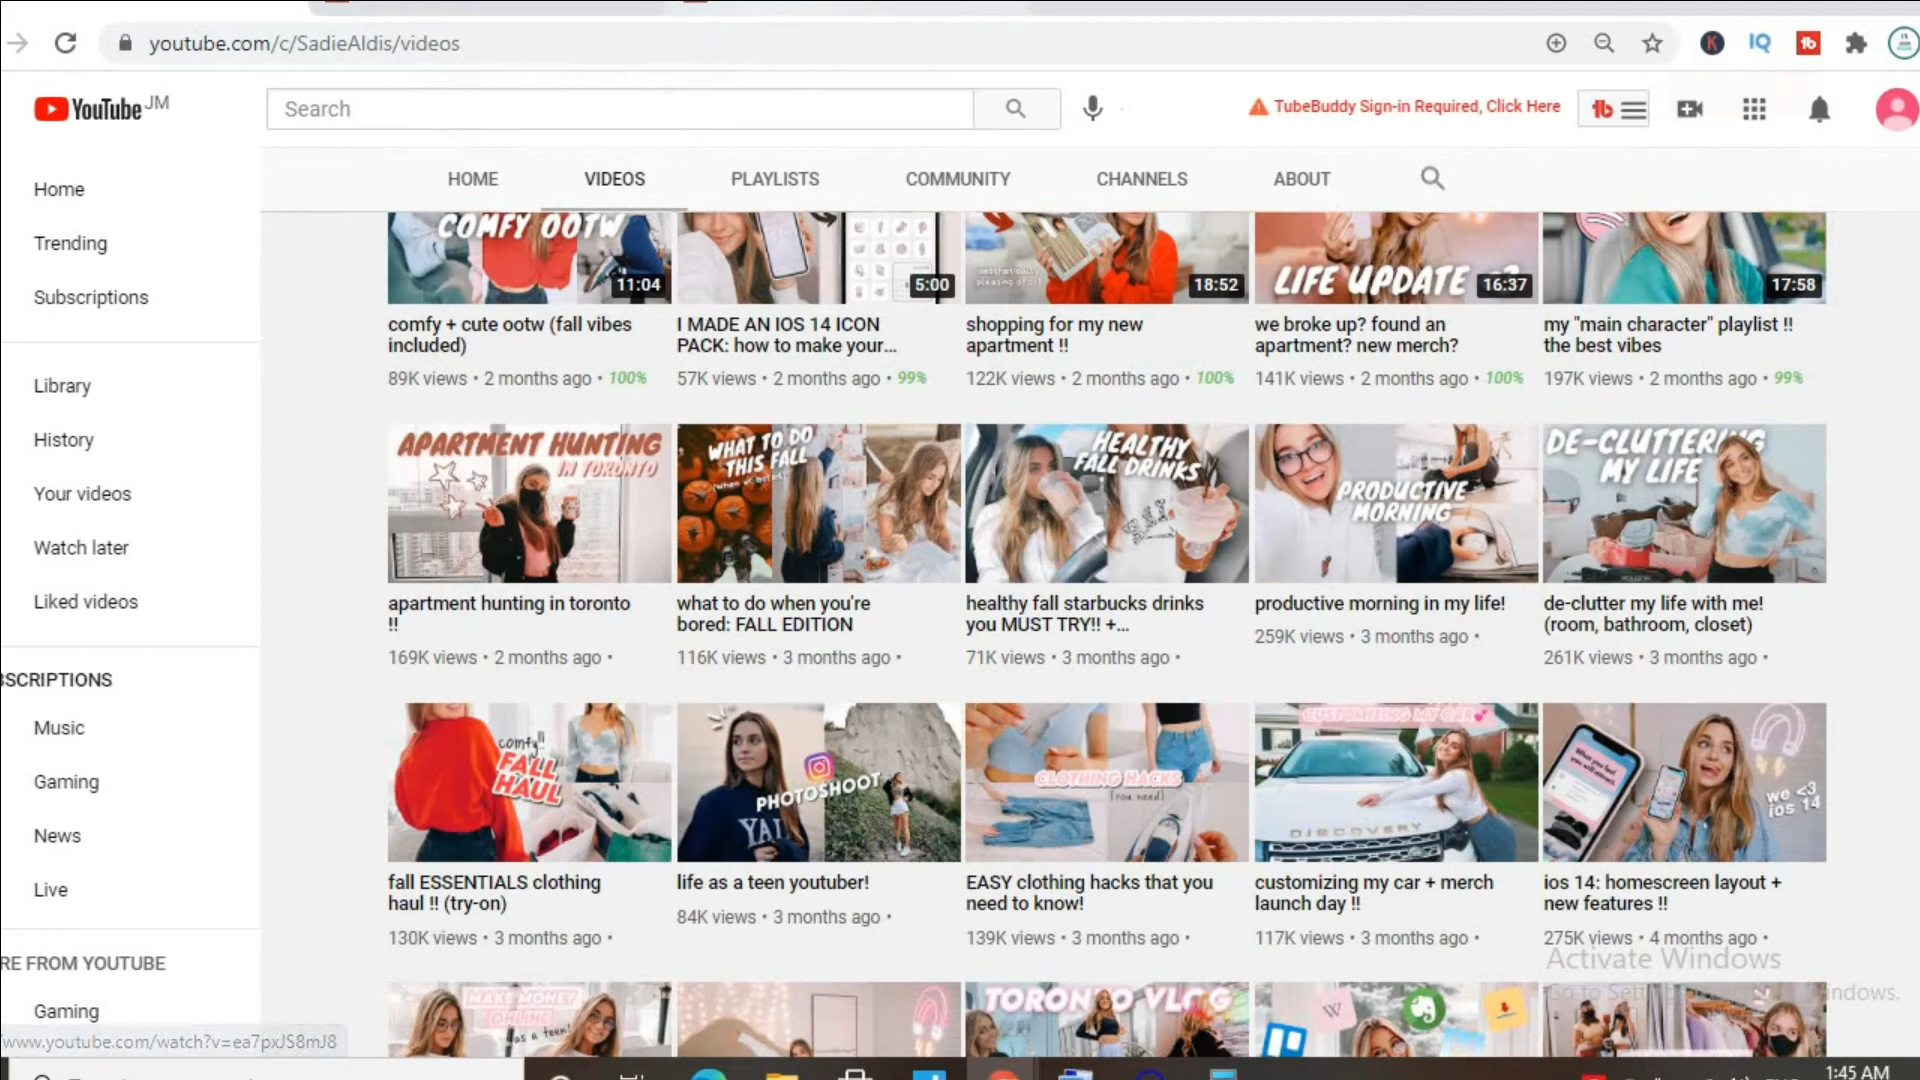 youtube.com/c/SadieAldis/videos
YouTube JM
Search
TubeBuddy Sign-in Required, Click Here
HOME
VIDEOS
PLAYLISTS
COMMUNITY
CHANNELS
ABOUT
Home
Trending
Subscriptions
Library
History
Your videos
Watch later
Liked videos
SCRIPTIONS
Music
Gaming
News
Live
RE FROM YOUTUBE
Gaming
www.youtube.com/watch?v=ea7pxJS8mJ8
COMFY OOTW
11:04
5:00
18:52
LIFE UPDATE
16:37
17:58
comfy + cute ootw (fall vibes
included)
89K views • 2 months ago • 100%
I MADE AN IOS 14 ICON
PACK: how to make your...
57K views • 2 months ago • 99%
shopping for my new
apartment !!
122K views • 2 months ago • 100%
we broke up? found an
apartment? new merch?
141K views • 2 months ago • 100%
my "main character" playlist !!
the best vibes
197K views • 2 months ago • 99%
APARTMENT HUNTING
IN TORONTO
WHAT TO DO
THIS FALL
HEALTHY
FALL DRINKS
PRODUCTIVE
MORNING
DE-CLUTTERING
MY LIFE
apartment hunting in toronto
!!
169K views • 2 months ago •
what to do when you're
bored: FALL EDITION
116K views • 3 months ago •
healthy fall starbucks drinks
you MUST TRY!! +...
71K views • 3 months ago •
productive morning in my life!
259K views • 3 months ago •
de-clutter my life with me!
(room, bathroom, closet)
261K views • 3 months ago •
comfy!!
FALL
HAUL
PHOTOSHOOT
YAL
CLOTHING HACKS
(you need)
CUSTOMIZING MY CAR
DISCOVERY
When you feel
you will attract
we <3
ios 14
fall ESSENTIALS clothing
haul !! (try-on)
130K views • 3 months ago •
life as a teen youtuber!
84K views • 3 months ago •
EASY clothing hacks that you
need to know!
139K views • 3 months ago •
customizing my car + merch
launch day !!
117K views • 3 months ago •
ios 14: homescreen layout +
new features !!
275K views • 4 months ago •
Activate Windows
MAKE MONEY
ONLINE
as a teen!
TORONTO VLOG
W
1:45 AM